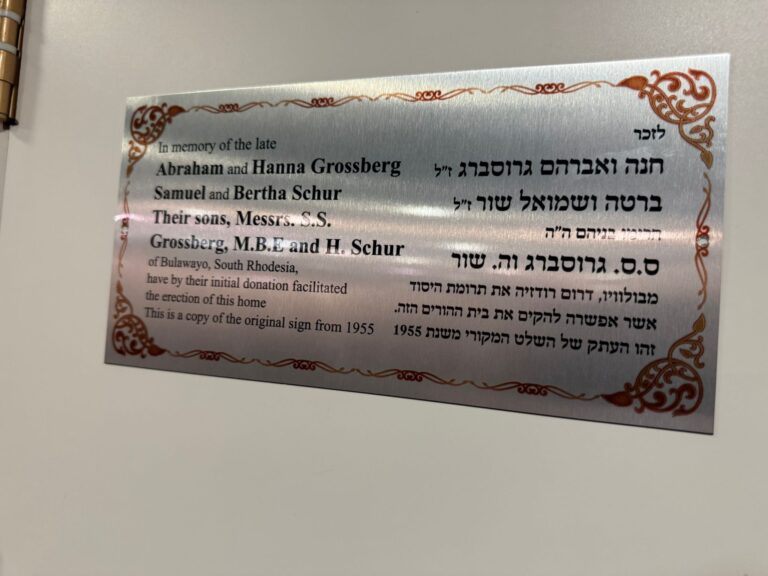 In memory of the late
Abraham and Hanna Grossberg
Samuel and Bertha Schur
Their sons, Messrs. S.S.
Grossberg, M.B.E and H. Schur
of Bulawayo, South Rhodesia,
have by their initial donation facilitated
the erection of this home
This is a copy of the original sign from 1955
לזכר
חנה ואברהם גרוסברג ז"ל
ברטה ושמואל שור ז"ל
בניהם ה"ה
ס.ס. גרוסברג וה. שור
מבולוויו, דרום רודזיה את תרומת היסוד
אשר אפשרה להקים את בית ההורים הזה.
זהו העתק של השלט המקורי משנת 1955